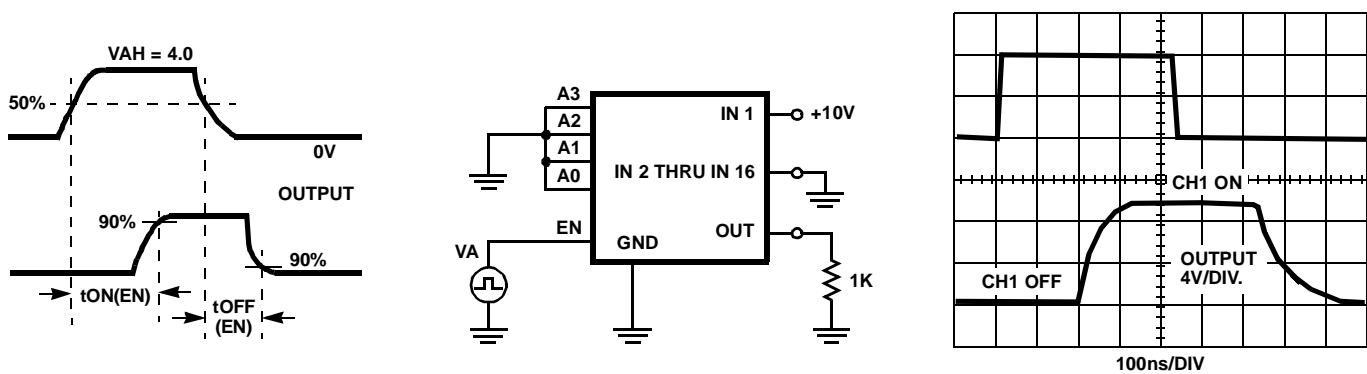 VAH = 4.0
50%
0V
OUTPUT
90%
90%
tON(EN)
tOFF
(EN)
A3
A2
A1
A0
EN
VA
IN 1
+10V
IN 2 THRU IN 16
OUT
GND
1K
CH1 ON
CH1 OFF
OUTPUT
4V/DIV.
100ns/DIV